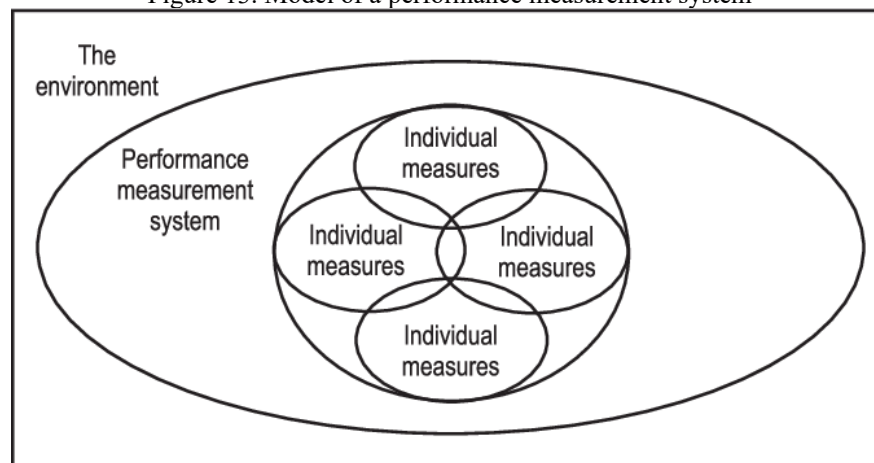 Figure 13: Model of a performance measurement system
The
environment
Performance
measurement
system
Individual
measures
Individual
measures
Individual
measures
Individual
measures